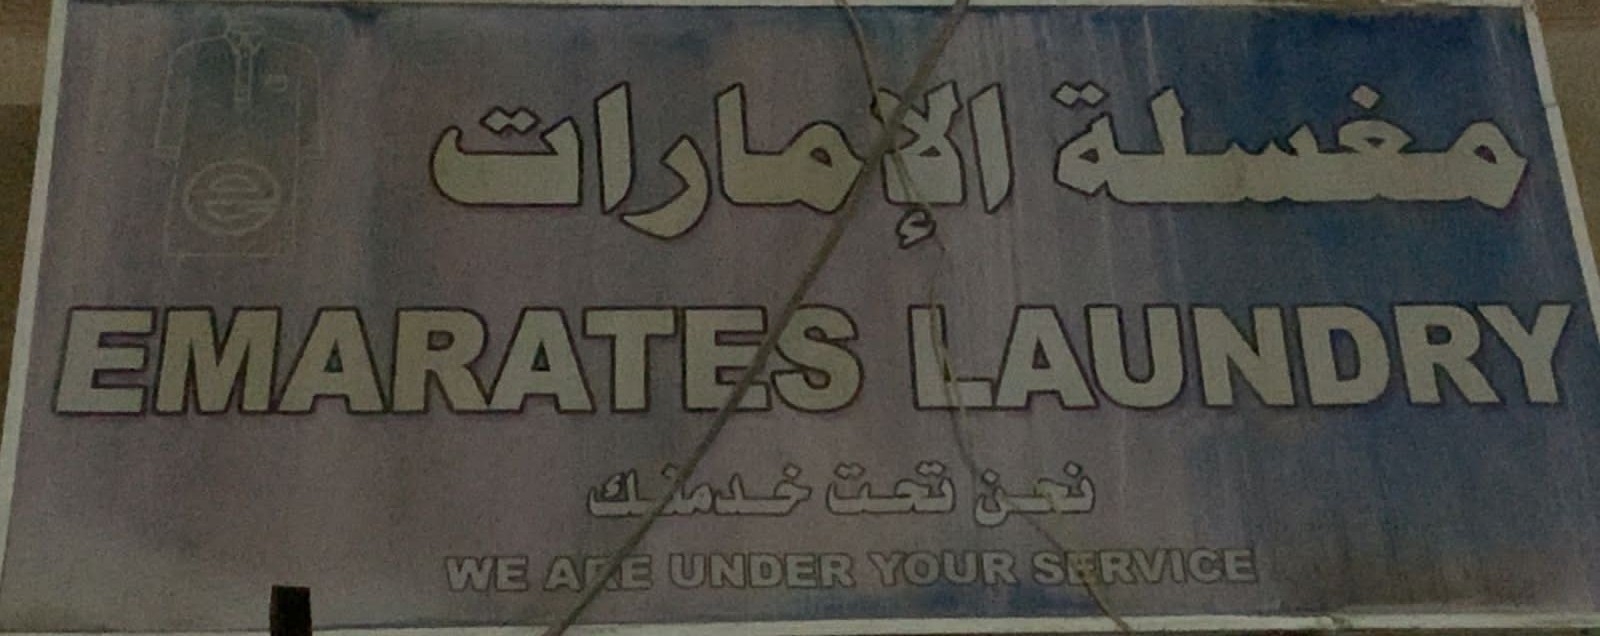 مغسلة الإمارات
EMARATES LAUNDRY
نحن تحت خدمتك
WE ARE UNDER YOUR SERVICE